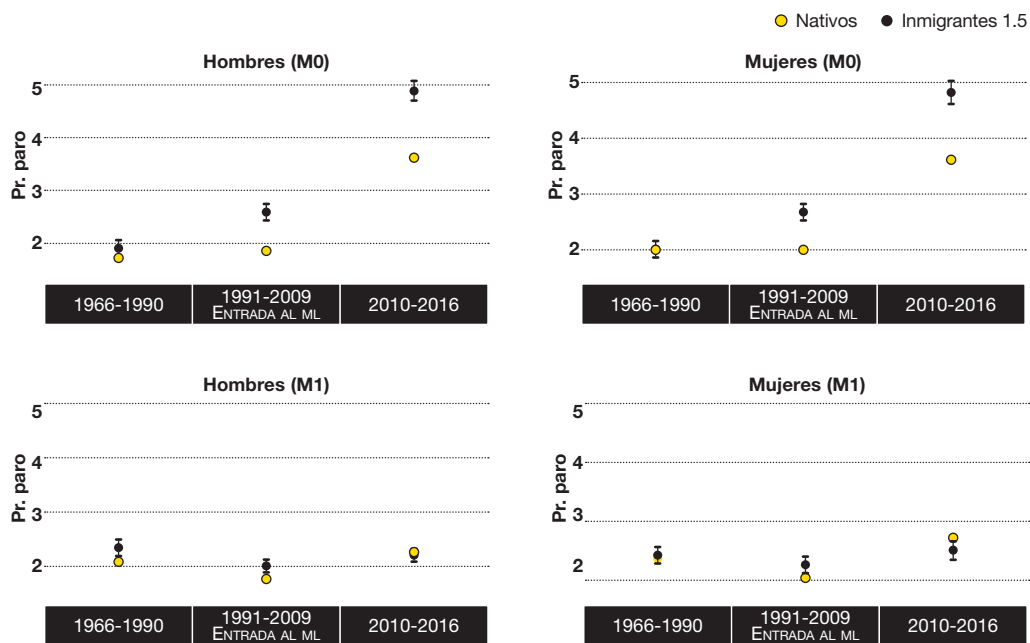 Nativos Inmigrantes 1.5
Hombres (M0)
Pr. paro
5
4
3
2
1966-1990
1991-2009
ENTRADA AL ML
2010-2016
Mujeres (M0)
Pr. paro
5
4
3
2
1966-1990
1991-2009
ENTRADA AL ML
2010-2016
Hombres (M1)
Pr. paro
5
4
3
2
1966-1990
1991-2009
ENTRADA AL ML
2010-2016
Mujeres (M1)
Pr. paro
5
4
3
2
1966-1990
1991-2009
ENTRADA AL ML
2010-2016